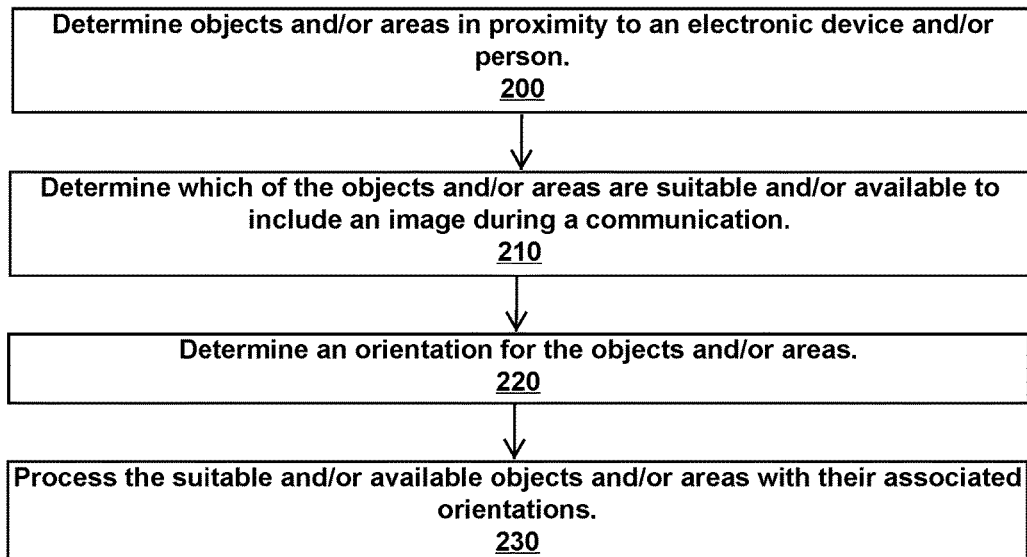 Determine objects and/or areas in proximity to an electronic device and/or
person.
200
Determine which of the objects and/or areas are suitable and/or available to
include an image during a communication.
210
Determine an orientation for the objects and/or areas.
220
Process the suitable and/or available objects and/or areas with their associated
orientations.
230